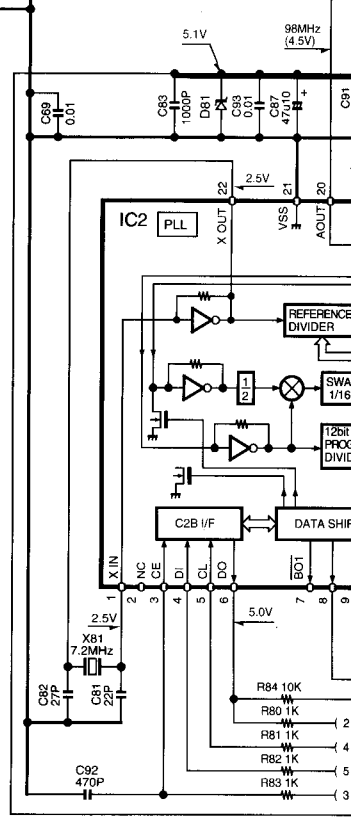 98MHz
(4.5V)
5.1V
C69
0.01
C83
1000P
D81
C93
0.01
C87
47u10
+
C91
2.5V
22
21
20
IC2
PLL
X OUT
VSS
AOUT
REFERENCE
DIVIDER
1
2
SWA
1/16
12bit
PROG
DIVID
C2B I/F
DATA SHIF
X IN
NC
CE
DI
CL
DO
BO1
1
2
3
4
5
6
7
8
9
2.5V
5.0V
X81
7.2MHz
C82
27P
C81
22P
R84 10K
R80 1K
2
R81 1K
4
R82 1K
5
R83 1K
3
C92
470P